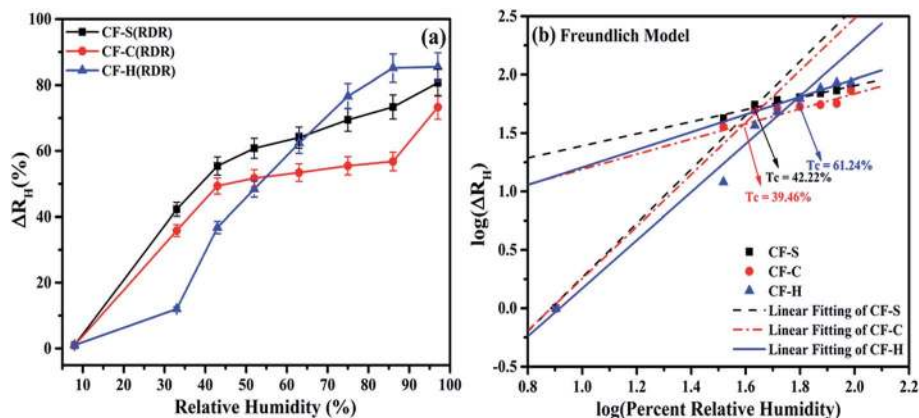 100
80
60
40
20
0
ΔR_H(%)
CF-S(RDR)
CF-C(RDR)
CF-H(RDR)
(a)
10 20 30 40 50 60 70 80 90 100
Relative Humidity (%)
2.5
2.0
1.5
1.0
0.5
0.0
-0.5
log(ΔR_H)
(b) Freundlich Model
Tc = 61.24%
Tc = 42.22%
Tc = 39.46%
CF-S
CF-C
CF-H
Linear Fitting of CF-S
Linear Fitting of CF-C
Linear Fitting of CF-H
0.8 1.0 1.2 1.4 1.6 1.8 2.0 2.2
log(Percent Relative Humidity)